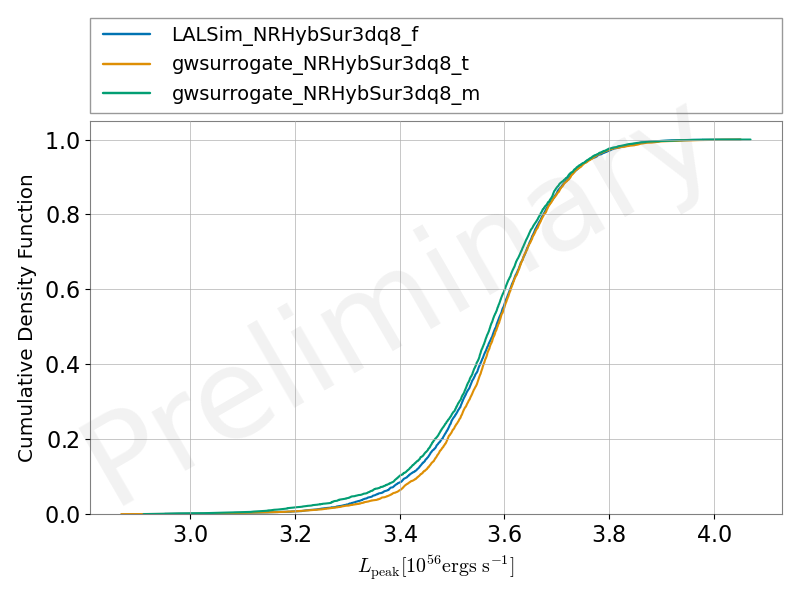 LALSim_NRHybSur3dq8_f
gwsurrogate_NRHybSur3dq8_t
gwsurrogate_NRHybSur3dq8_m
Preliminary
Cumulative Density Function
1.0
0.8
0.6
0.4
0.2
0.0
3.0 3.2 3.4 3.6 3.8 4.0
L_peak[10^56 ergs s^−1]